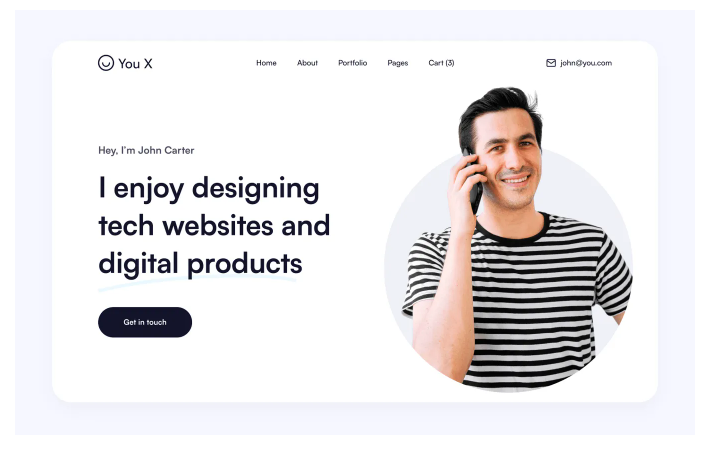 You X
Home About Portfolio Pages Cart (3)
john@you.com
Hey, I'm John Carter
I enjoy designing
tech websites and
digital products
Get in touch